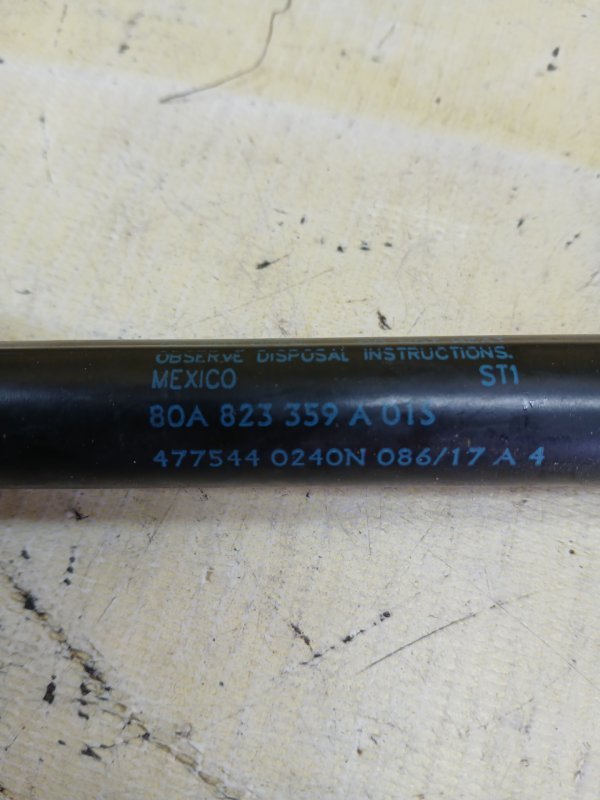 OBSERVE DISPOSAL INSTRUCTIONS.
MEXICO ST1
80A 823 359 A 01S
477544 0240N 086/17 A 4